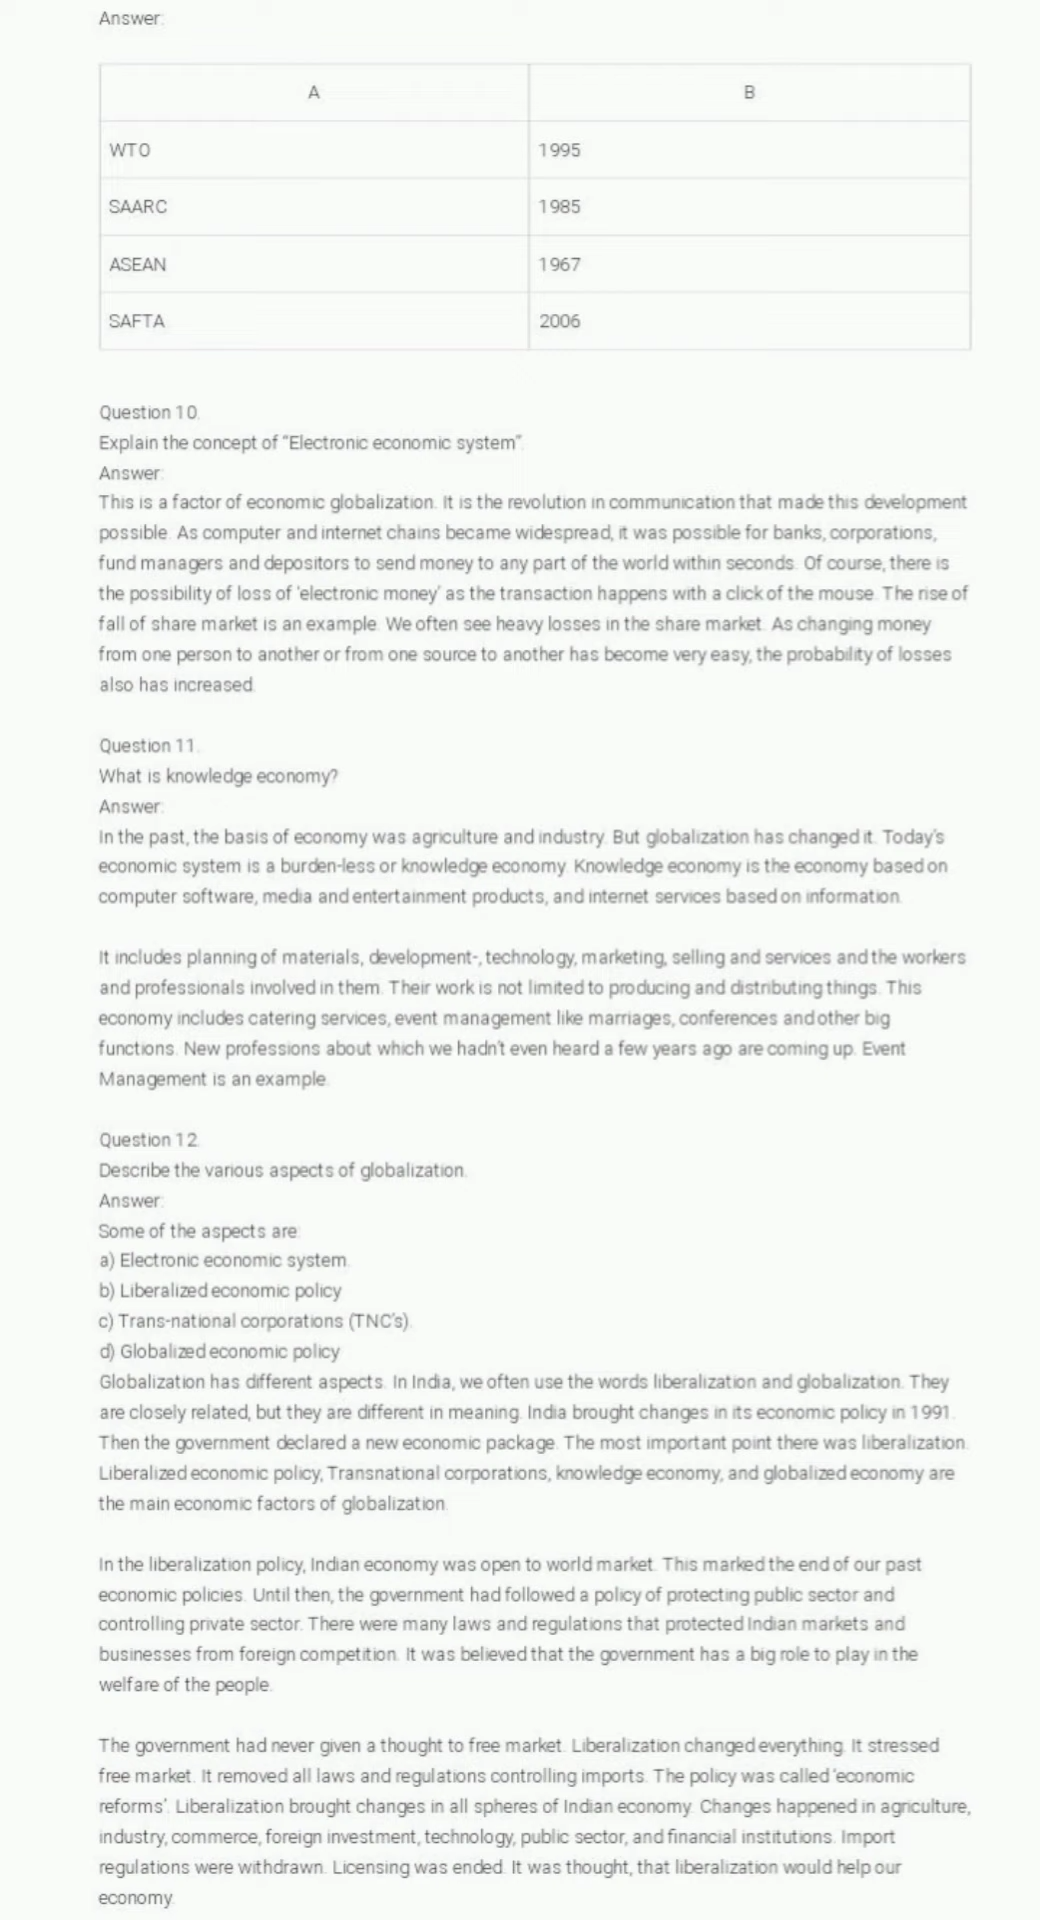 Answer:
A B
WTO 1995
SAARC 1985
ASEAN 1967
SAFTA 2006
Question 10.
Explain the concept of “Electronic economic system”.
Answer:
This is a factor of economic globalization. It is the revolution in communication that made this development
possible. As computer and internet chains became widespread, it was possible for banks, corporations,
fund managers and depositors to send money to any part of the world within seconds. Of course, there is
the possibility of loss of ‘electronic money’ as the transaction happens with a click of the mouse. The rise of
fall of share market is an example. We often see heavy losses in the share market. As changing money
from one person to another or from one source to another has become very easy, the probability of losses
also has increased.
Question 11.
What is knowledge economy?
Answer:
In the past, the basis of economy was agriculture and industry. But globalization has changed it. Today’s
economic system is a burden-less or knowledge economy. Knowledge economy is the economy based on
computer software, media and entertainment products, and internet services based on information.
It includes planning of materials, development-, technology, marketing, selling and services and the workers
and professionals involved in them. Their work is not limited to producing and distributing things. This
economy includes catering services, event management like marriages, conferences and other big
functions. New professions about which we hadn’t even heard a few years ago are coming up. Event
Management is an example.
Question 12.
Describe the various aspects of globalization.
Answer:
Some of the aspects are:
a) Electronic economic system.
b) Liberalized economic policy
c) Trans-national corporations (TNC’s).
d) Globalized economic policy
Globalization has different aspects. In India, we often use the words liberalization and globalization. They
are closely related, but they are different in meaning. India brought changes in its economic policy in 1991.
Then the government declared a new economic package. The most important point there was liberalization.
Liberalized economic policy, Transnational corporations, knowledge economy, and globalized economy are
the main economic factors of globalization.
In the liberalization policy, Indian economy was open to world market. This marked the end of our past
economic policies. Until then, the government had followed a policy of protecting public sector and
controlling private sector. There were many laws and regulations that protected Indian markets and
businesses from foreign competition. It was believed that the government has a big role to play in the
welfare of the people.
The government had never given a thought to free market. Liberalization changed everything. It stressed
free market. It removed all laws and regulations controlling imports. The policy was called ‘economic
reforms’. Liberalization brought changes in all spheres of Indian economy. Changes happened in agriculture,
industry, commerce, foreign investment, technology, public sector, and financial institutions. Import
regulations were withdrawn. Licensing was ended. It was thought, that liberalization would help our
economy.